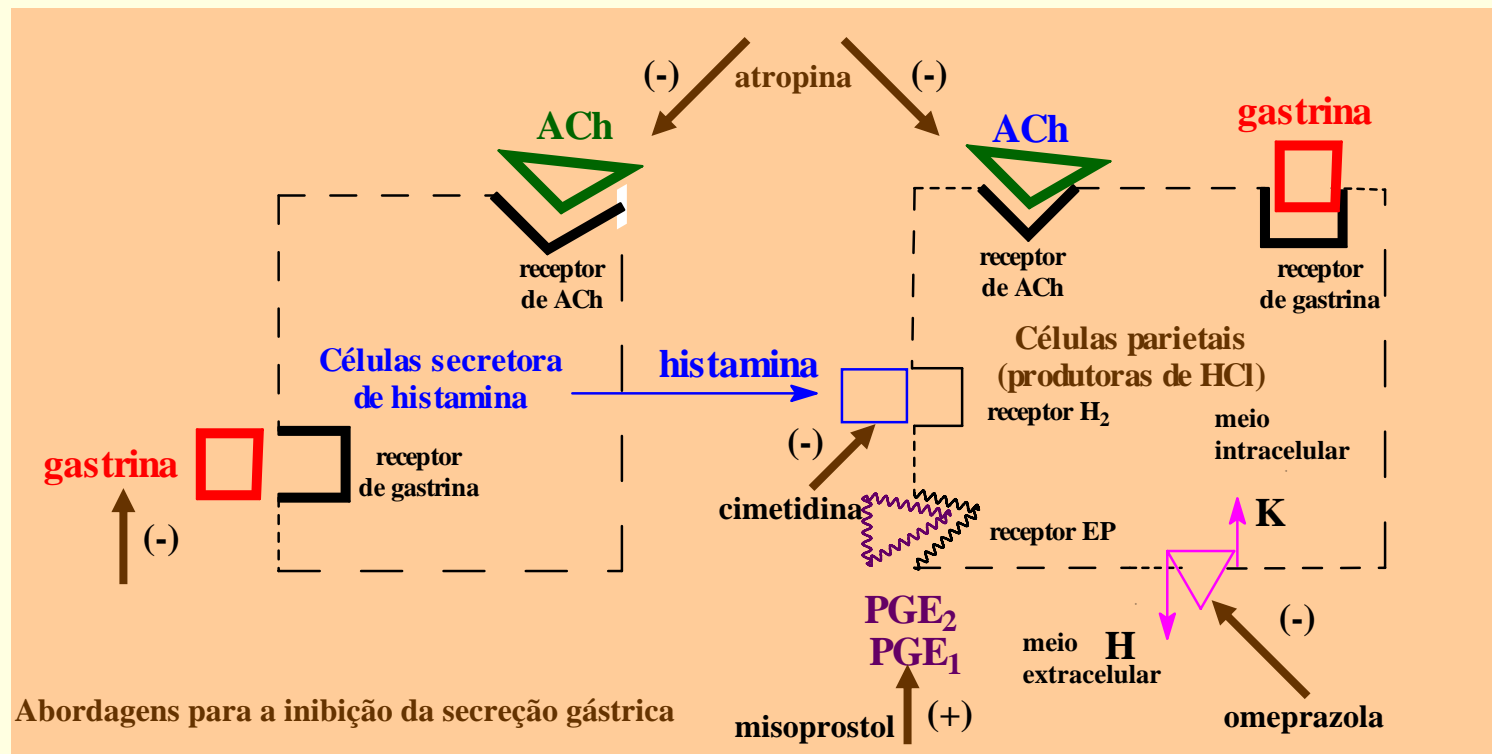 (-)
atropina
(-)
ACh
ACh
gastrina
receptor
de ACh
receptor
de ACh
receptor
de gastrina
Células secretora
de histamina
histamina
Células parietais
(produtoras de HCl)
receptor H₂
meio
intracelular
gastrina
receptor
de gastrina
(-)
(-)
cimetidina
receptor EP
K
PGE₂
PGE₁
meio
extracelular
H
(-)
Abordagens para a inibição da secreção gástrica
misoprostol
(+)
omeprazola